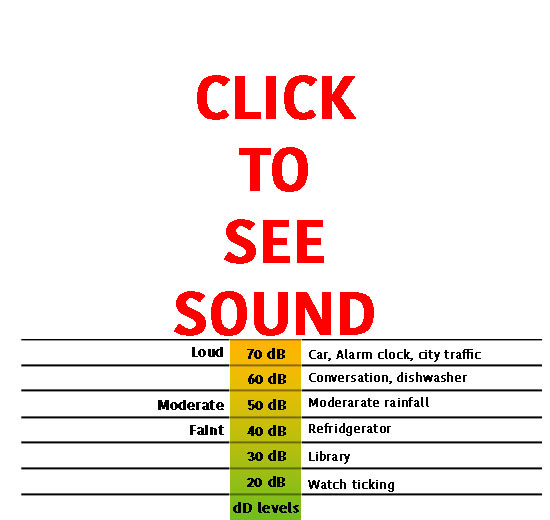 CLICK
TO
SEE
SOUND
Loud 70 dB Car, Alarm clock, city traffic
60 dB Conversation, dishwasher
Moderate 50 dB Moderarate rainfall
Faint 40 dB Refridgerator
30 dB Library
20 dB Watch ticking
dD levels